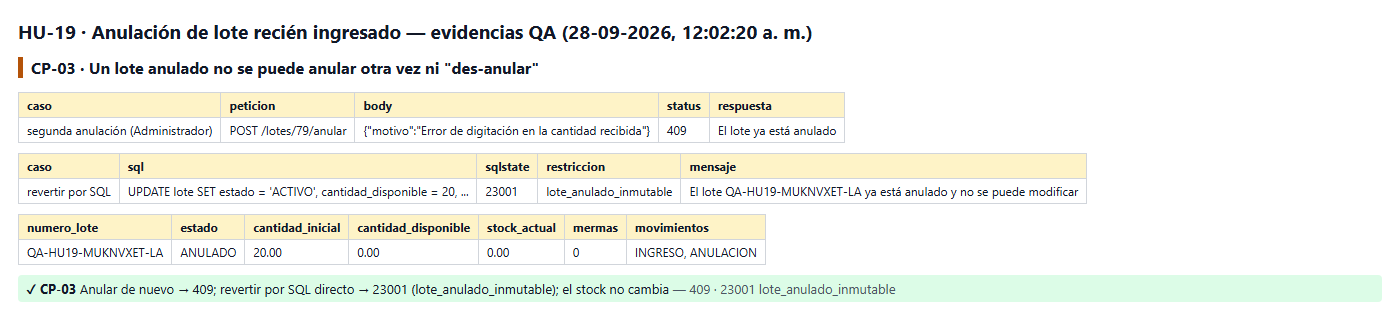 HU-19 · Anulación de lote recién ingresado — evidencias QA (28-09-2026, 12:02:20 a. m.)
CP-03 · Un lote anulado no se puede anular otra vez ni "des-anular"
caso peticion body status respuesta
segunda anulación (Administrador) POST /lotes/79/anular {"motivo":"Error de digitación en la cantidad recibida"} 409 El lote ya está anulado
caso sql sqlstate restriccion mensaje
revertir por SQL UPDATE lote SET estado = 'ACTIVO', cantidad_disponible = 20, ... 23001 lote_anulado_inmutable El lote QA-HU19-MUKNVXET-LA ya está anulado y no se puede modificar
numero_lote estado cantidad_inicial cantidad_disponible stock_actual mermas movimientos
QA-HU19-MUKNVXET-LA ANULADO 20.00 0.00 0.00 0 INGRESO, ANULACION
✓ CP-03 Anular de nuevo → 409; revertir por SQL directo → 23001 (lote_anulado_inmutable); el stock no cambia — 409 · 23001 lote_anulado_inmutable